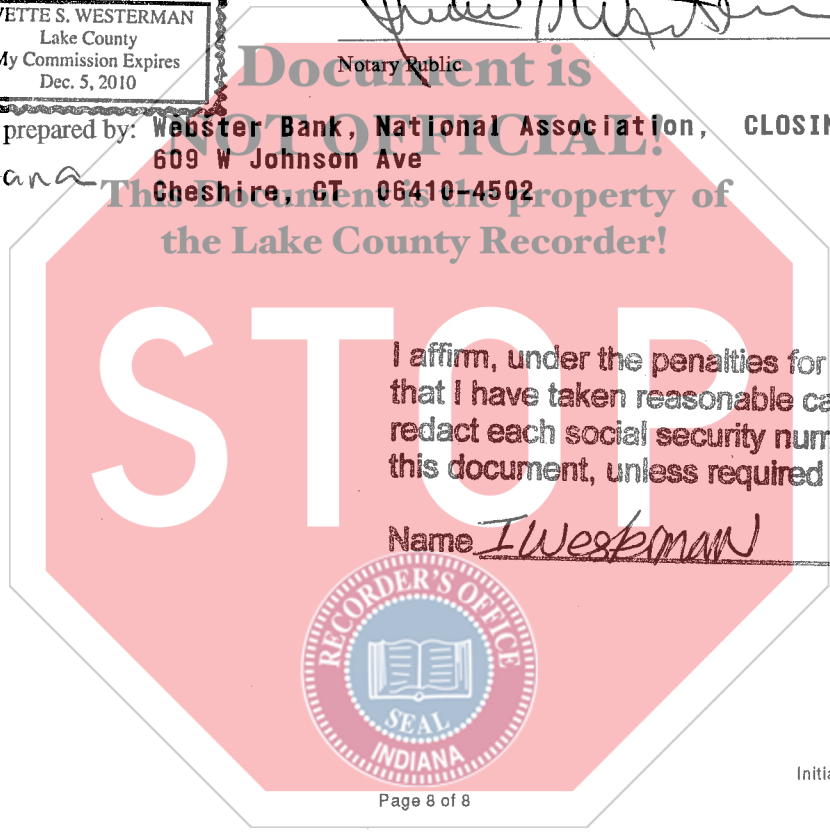 VETTE S. WESTERMAN
Lake County
My Commission Expires
Dec. 5, 2010
Notary Public
Document is
NOT OFFICIAL!
This Document is the property of
the Lake County Recorder!
prepared by: Webster Bank, National Association, CLOSIN
609 W Johnson Ave
Cheshire, CT 06410-4502
STOP
I affirm, under the penalties for
that I have taken reasonable ca
redact each social security num
this document, unless required
Name I Westerman
RECORDER'S OFFICE
SEAL
INDIANA
Initia
Page 8 of 8